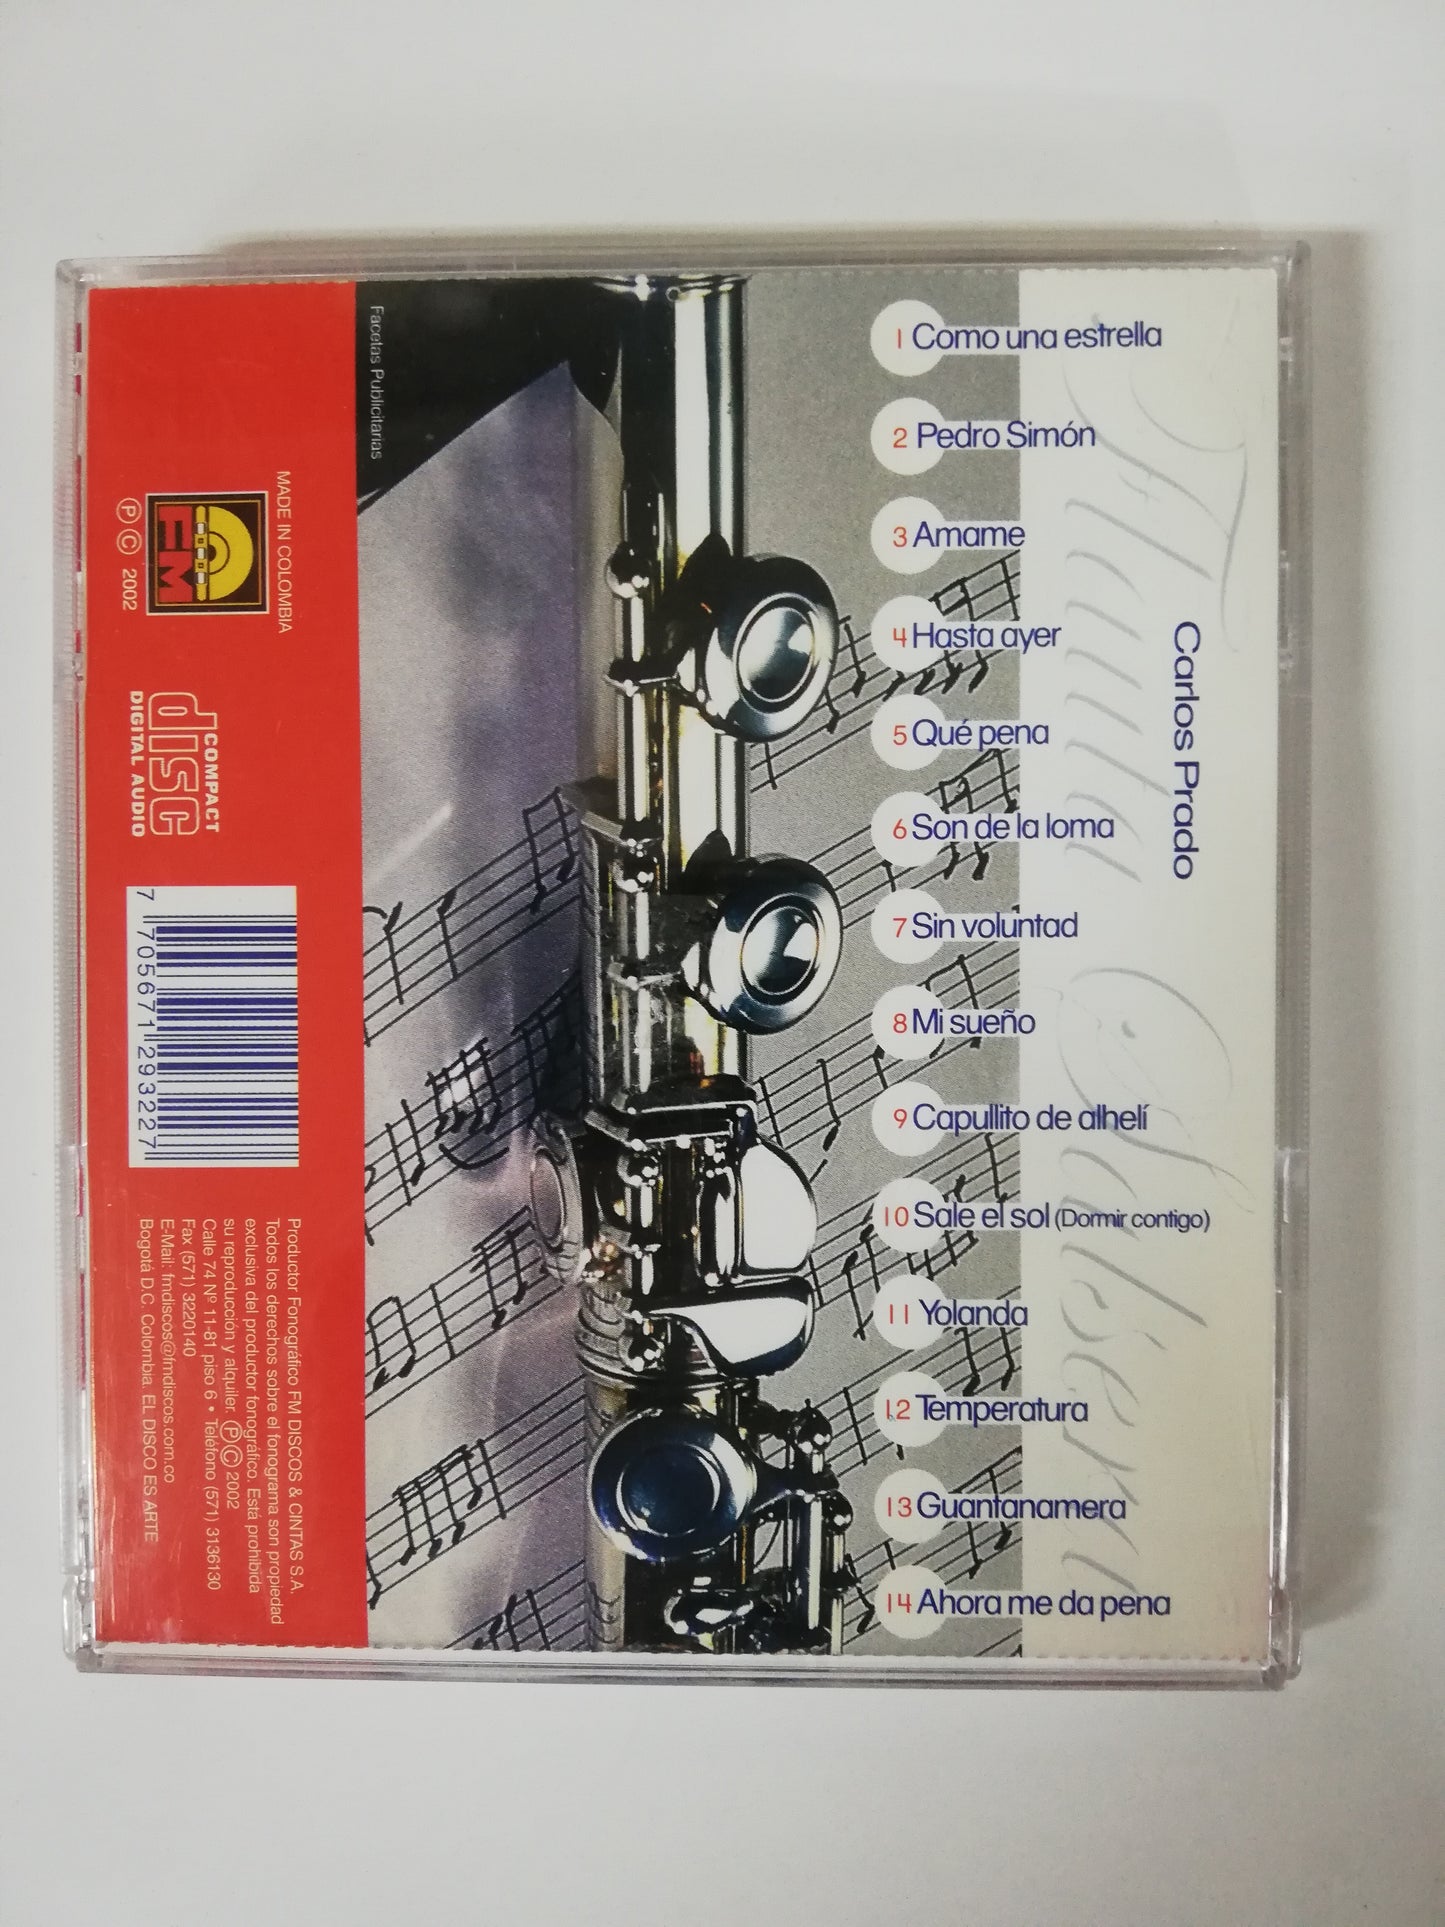 1 Como una estrella
2 Pedro Simón
3 Amame
4 Hasta ayer
5 Qué pena
6 Son de la loma
7 Sin voluntad
8 Mi sueño
9 Capullito de alhelí
10 Sale el sol (Dormir contigo)
11 Yolanda
12 Temperatura
13 Guantanamera
14 Ahora me da pena
Carlos Prado
Flauta Salsera
Facetas Publicitarias
MADE IN COLOMBIA
FM
Ⓟ Ⓒ 2002
COMPACT
disc
DIGITAL AUDIO
7 705671 293227
Productor Fonográfico FM DISCOS & CINTAS S.A.
Todos los derechos sobre el fonograma son propiedad
exclusiva del productor fonográfico. Está prohibida
su reproducción y alquiler. Ⓟ Ⓒ 2002
Calle 74 Nº 11-81 piso 6 • Teléfono (571) 3136130
Fax (571) 3220140
E-Mail: fmdiscos@fmdiscos.com.co
Bogotá D.C. Colombia. EL DISCO ES ARTE